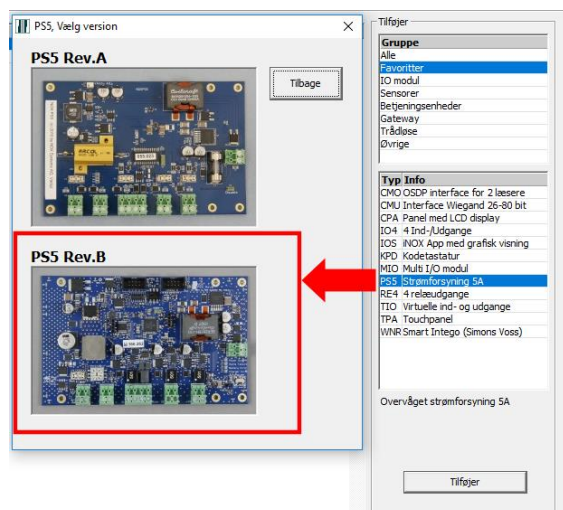 PS5, Vælg version
PS5 Rev.A
Tilbage
PS5 Rev.B
Tilføjer
Gruppe
Alle
Favoritter
IO modul
Sensorer
Betjeningsenheder
Gateway
Trådløse
Øvrige
Typ Info
CMO OSDP interface for 2 læsere
CMU Interface Wiegand 26-80 bit
CPA Panel med LCD display
IO4 4 Ind-/Udgange
IOS iNOX App med grafisk visning
KPD Kodetastatur
MIO Multi I/O modul
PS5 Strømforsyning 5A
RE4 4 relæudgange
TIO Virtuelle ind- og udgange
TPA Touchpanel
WNR Smart Intego (Simons Voss)
Overvåget strømforsyning 5A
Tilføjer